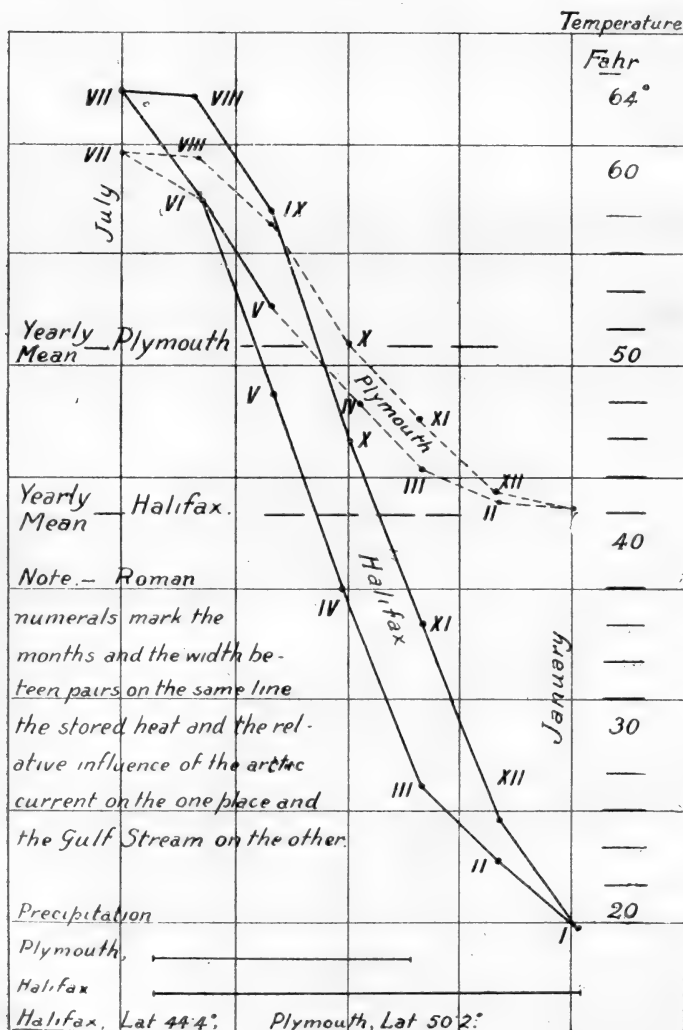 Temperature
Fahr
64°
VII
VIII
VII
VIII
60
VI
July
IX
V
Yearly
Mean Plymouth
X
50
V
IV
Plymouth
XI
X
III
XII
II
Yearly
Mean Halifax.
40
Note.- Roman
numerals mark the
months and the width be-
teen pairs on the same line
the stored heat and the rel-
ative influence of the arctic
current on the one place and
the Gulf Stream on the other.
IV
Halifax
XI
January
30
III
XII
II
20
I
Precipitation
Plymouth,
Halifax
Halifax, Lat 44.4°; Plymouth, Lat 50.2°.